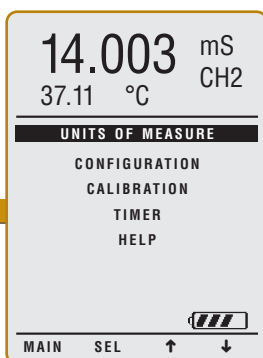 14.003 mS
CH2
37.11 °C
UNITS OF MEASURE
CONFIGURATION
CALIBRATION
TIMER
HELP
MAIN SEL ↑ ↓